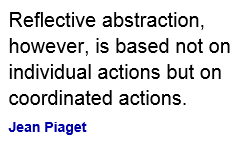 Reflective abstraction,
however, is based not on
individual actions but on
coordinated actions.
Jean Piaget